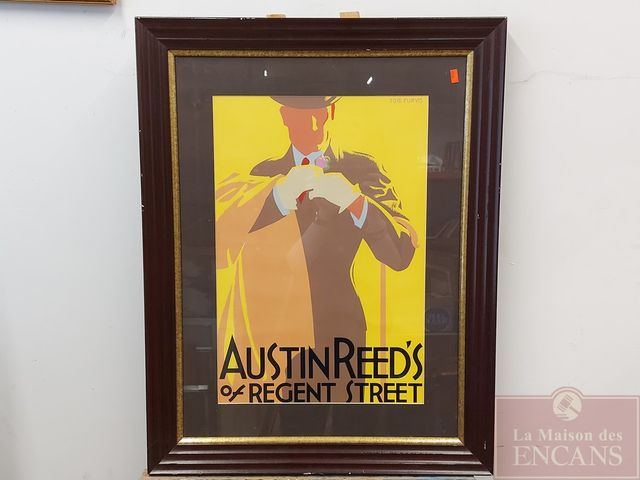 TOM PURVIS
AUSTIN REED'S
OF REGENT STREET
La Maison des
ENCANS